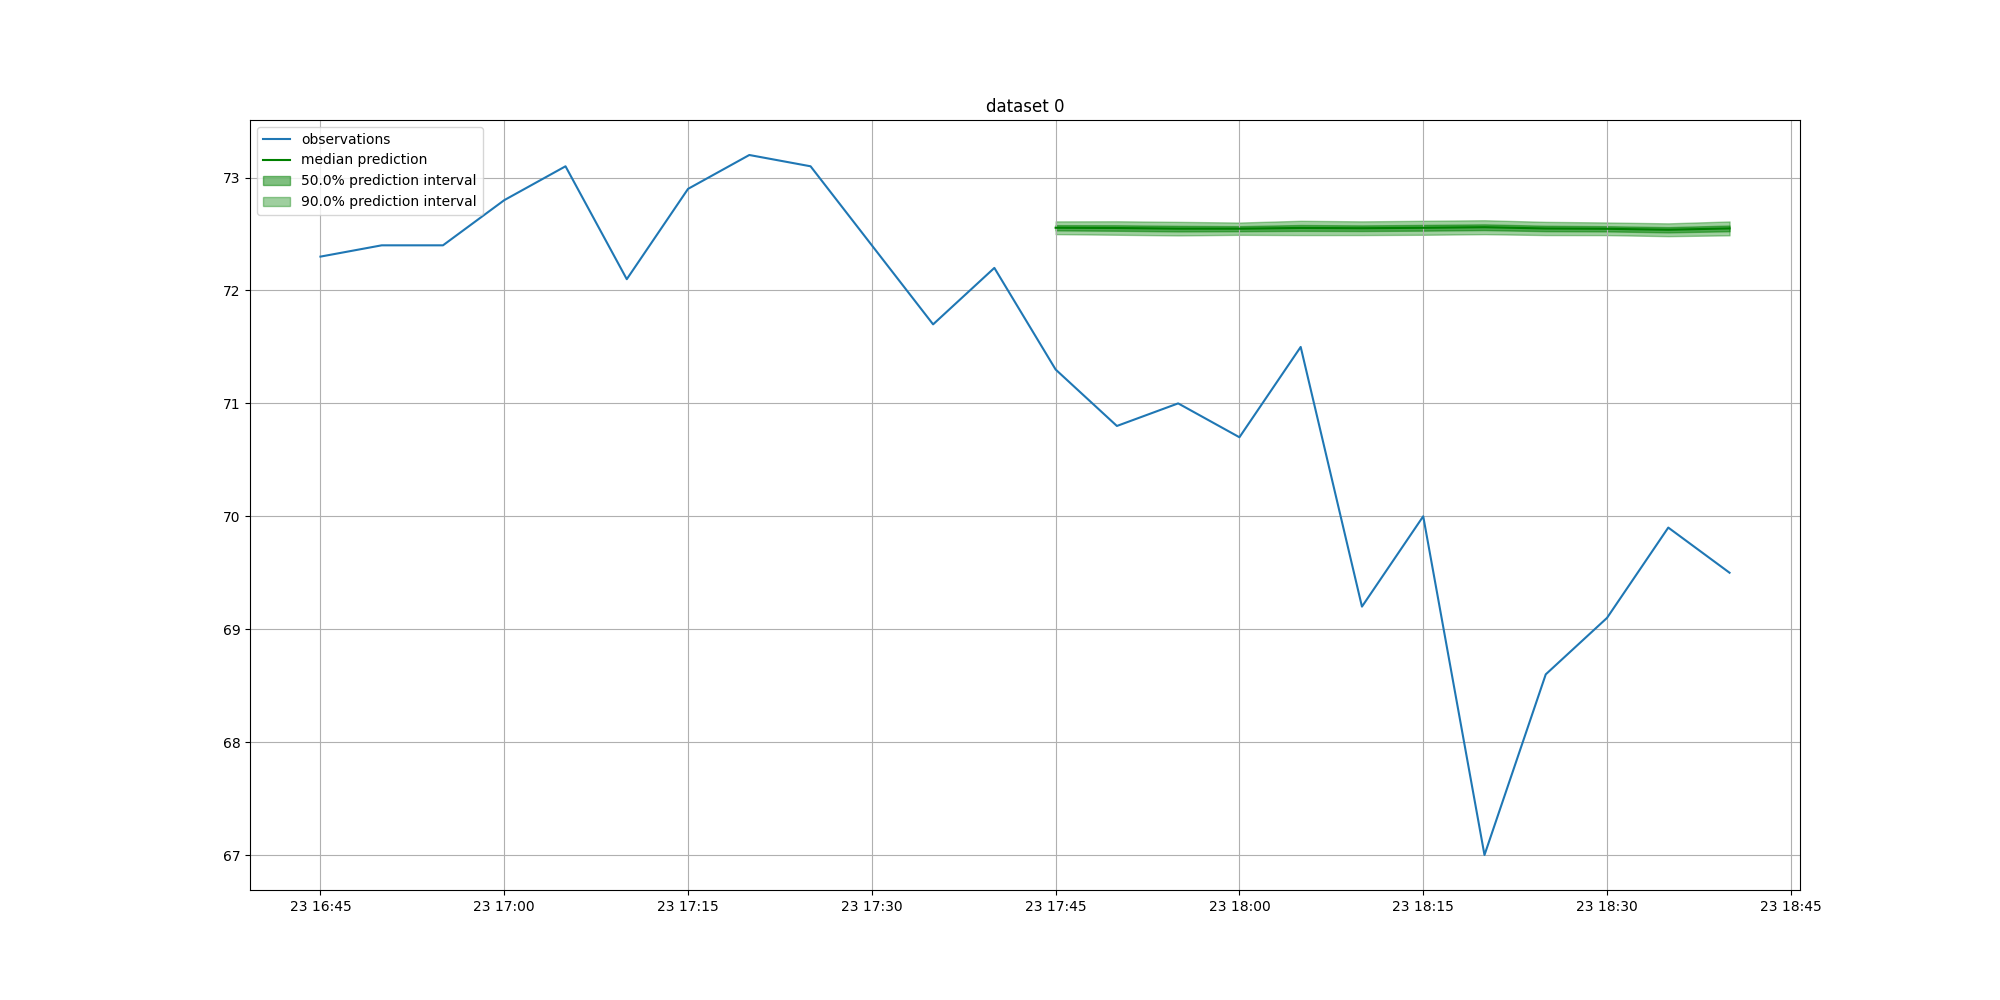 dataset 0
observations
median prediction
50.0% prediction interval
90.0% prediction interval
73
72
71
70
69
68
67
23 16:45 23 17:00 23 17:15 23 17:30 23 17:45 23 18:00 23 18:15 23 18:30 23 18:45